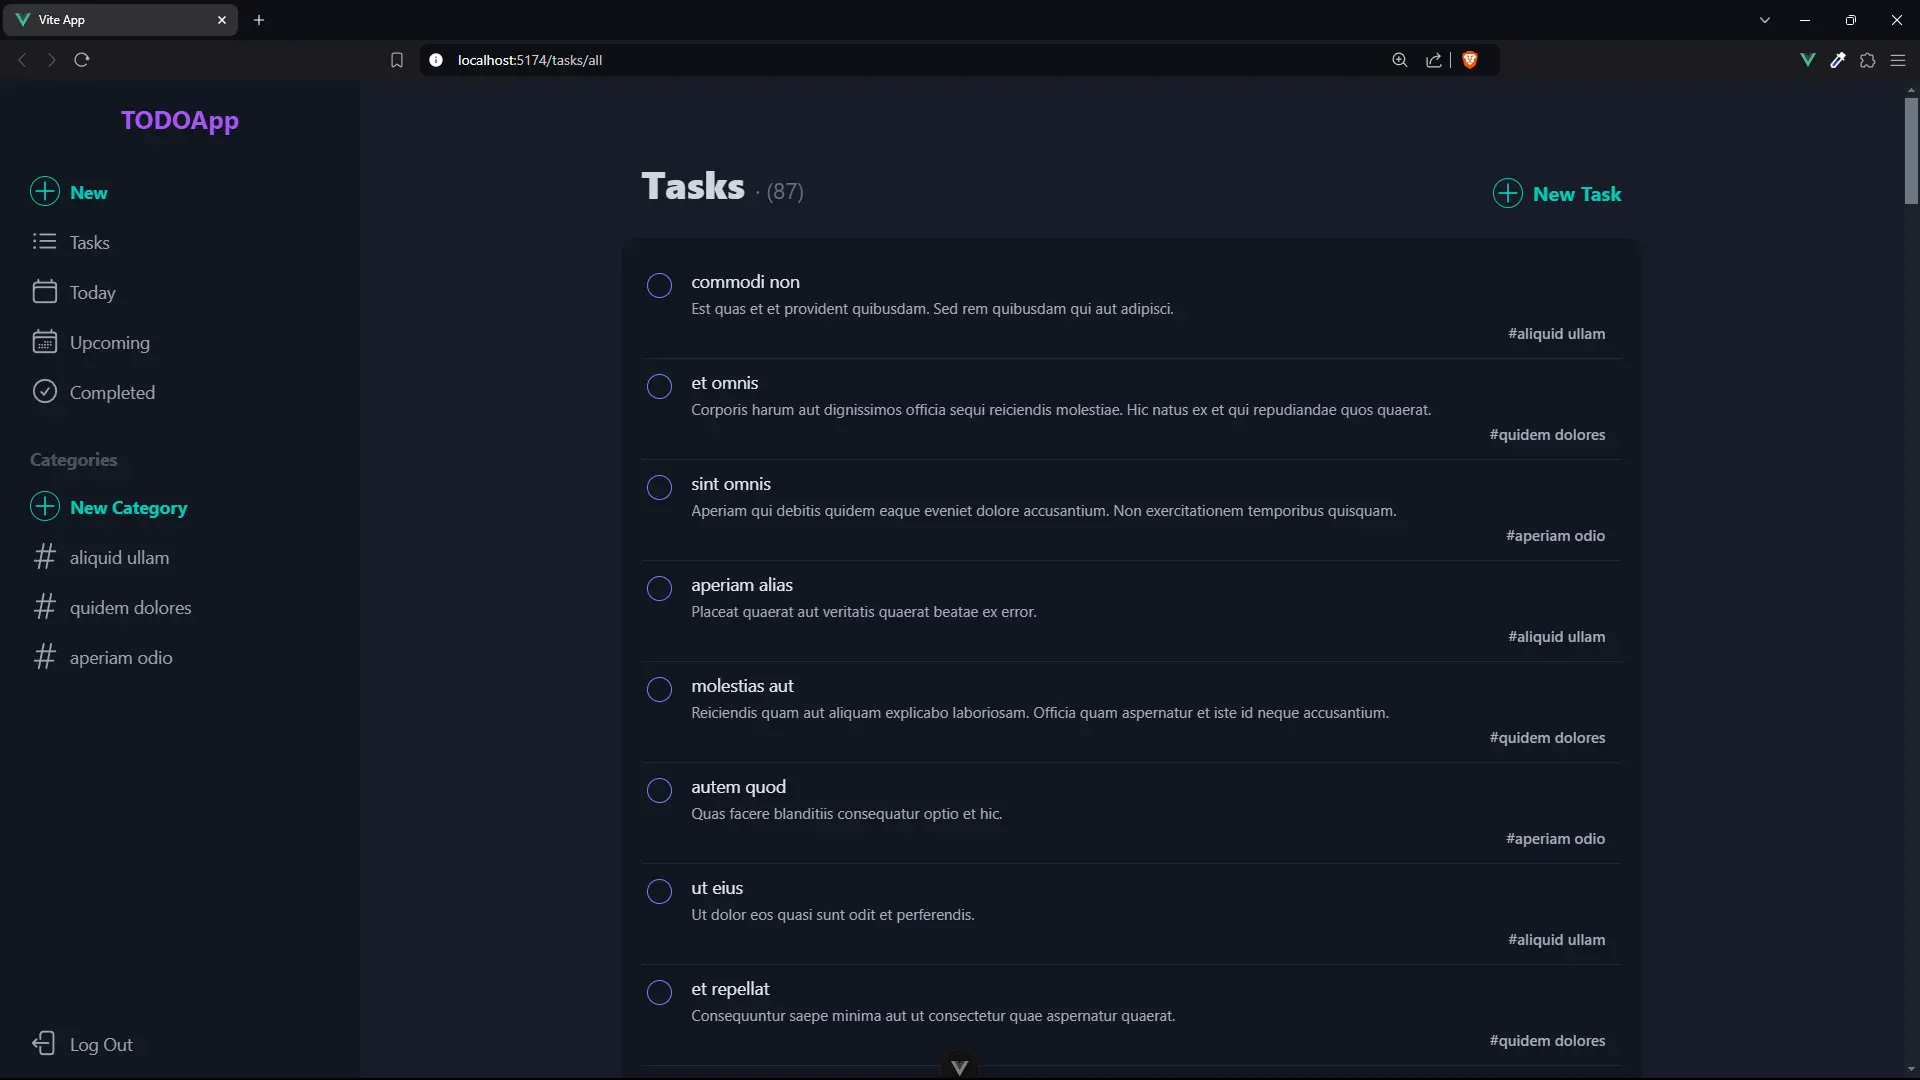 Vite App
localhost:5174/tasks/all
TODOApp
New
Tasks
Today
Upcoming
Completed
Categories
New Category
aliquid ullam
quidem dolores
aperiam odio
Log Out
Tasks · (87)
New Task
commodi non
Est quas et et provident quibusdam. Sed rem quibusdam qui aut adipisci.
#aliquid ullam
et omnis
Corporis harum aut dignissimos officia sequi reiciendis molestiae. Hic natus ex et qui repudiandae quos quaerat.
#quidem dolores
sint omnis
Aperiam qui debitis quidem eaque eveniet dolore accusantium. Non exercitationem temporibus quisquam.
#aperiam odio
aperiam alias
Placeat quaerat aut veritatis quaerat beatae ex error.
#aliquid ullam
molestias aut
Reiciendis quam aut aliquam explicabo laboriosam. Officia quam aspernatur et iste id neque accusantium.
#quidem dolores
autem quod
Quas facere blanditiis consequatur optio et hic.
#aperiam odio
ut eius
Ut dolor eos quasi sunt odit et perferendis.
#aliquid ullam
et repellat
Consequuntur saepe minima aut ut consectetur quae aspernatur quaerat.
#quidem dolores